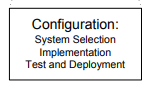 Configuration:
System Selection
Implementation
Test and Deployment